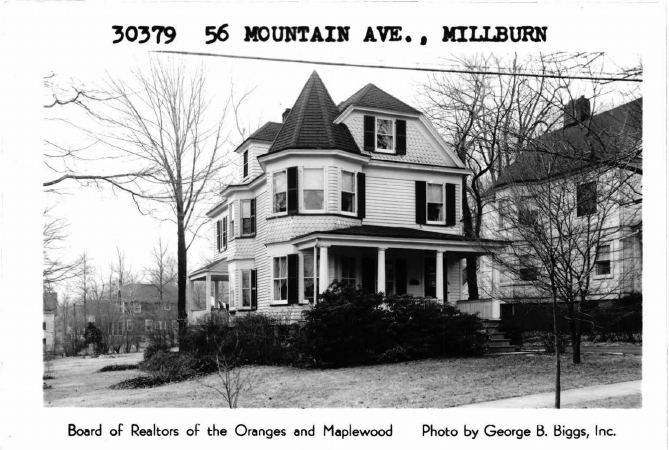 30379 56 MOUNTAIN AVE., MILLBURN
Board of Realtors of the Oranges and Maplewood Photo by George B. Biggs, Inc.